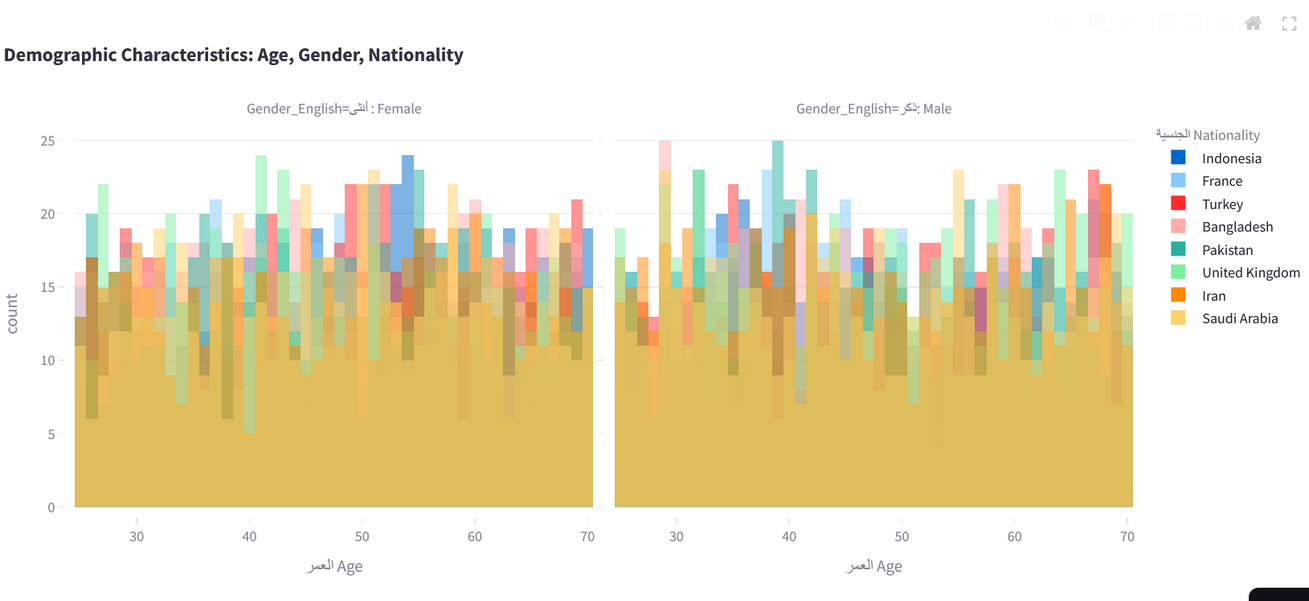 Demographic Characteristics: Age, Gender, Nationality
Gender_English=أنثى : Female
Gender_English=ذكر: Male
الجنسية Nationality
Indonesia
France
Turkey
Bangladesh
Pakistan
United Kingdom
Iran
Saudi Arabia
count
25
20
15
10
5
0
30 40 50 60 70
30 40 50 60 70
العمر Age
العمر Age